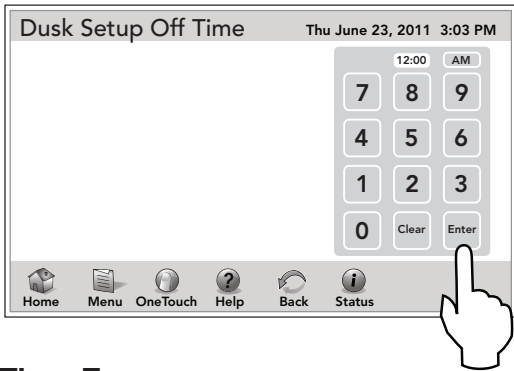 Dusk Setup Off Time Thu June 23, 2011 3:03 PM
12:00 AM
7 8 9
4 5 6
1 2 3
0 Clear Enter
Home Menu OneTouch Help Back Status